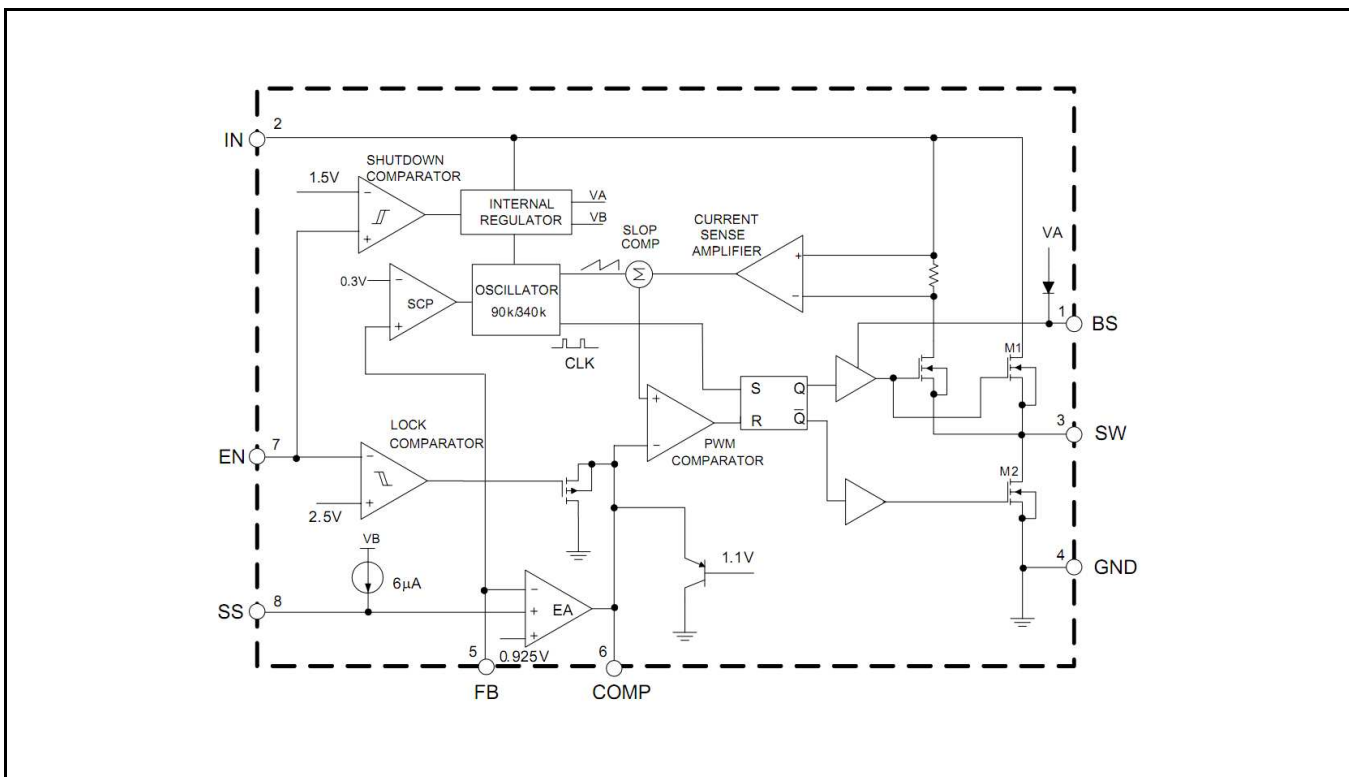 2
IN
SHUTDOWN
COMPARATOR
1.5V
−
+
INTERNAL
REGULATOR
VA
VB
SLOP
COMP
Σ
CURRENT
SENSE
AMPLIFIER
+
−
VA
0.3V
−
SCP
+
OSCILLATOR
90k/340k
CLK
1
BS
M1
S Q
R Q̅
+
−
PWM
COMPARATOR
3
SW
LOCK
COMPARATOR
EN
7
−
+
2.5V
M2
VB
6μA
1.1V
4
GND
SS
8
−
+
+
EA
0.925V
5
FB
6
COMP